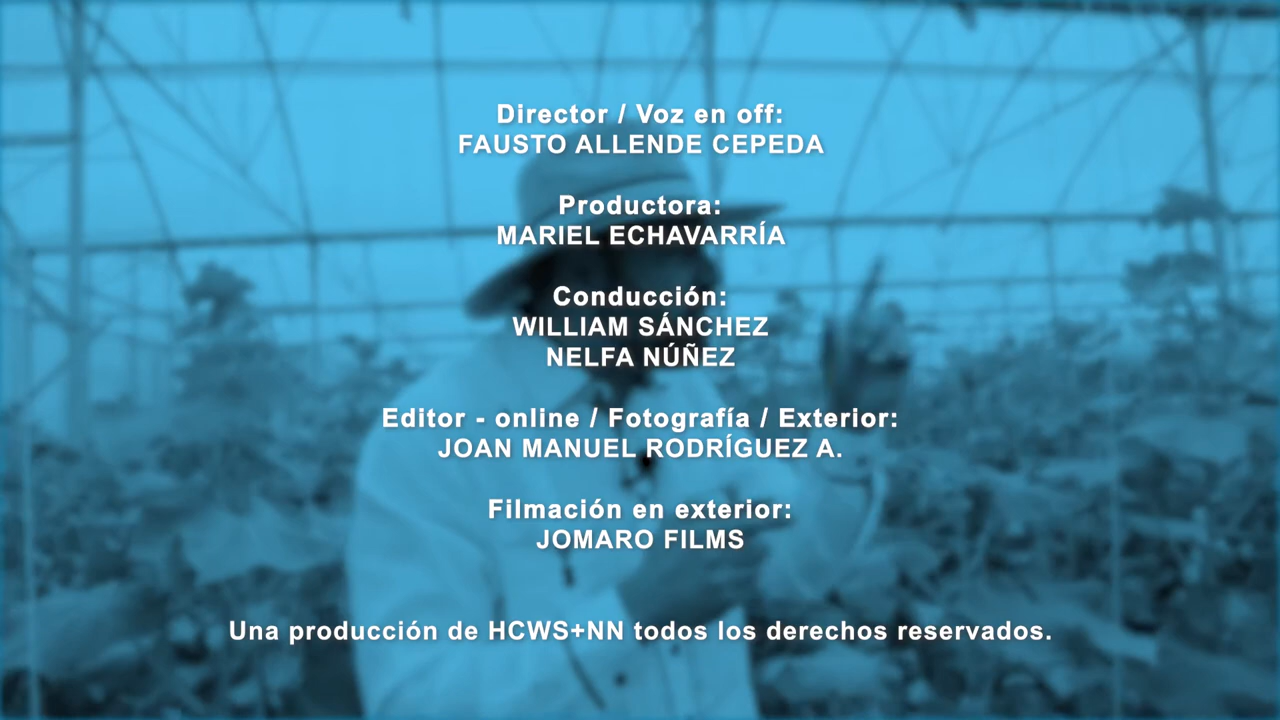 Director / Voz en off:
FAUSTO ALLENDE CEPEDA
Productora:
MARIEL ECHAVARRÍA
Conducción:
WILLIAM SÁNCHEZ
NELFA NÚÑEZ
Editor - online / Fotografía / Exterior:
JOAN MANUEL RODRÍGUEZ A.
Filmación en exterior:
JOMARO FILMS
Una producción de HCWS+NN todos los derechos reservados.